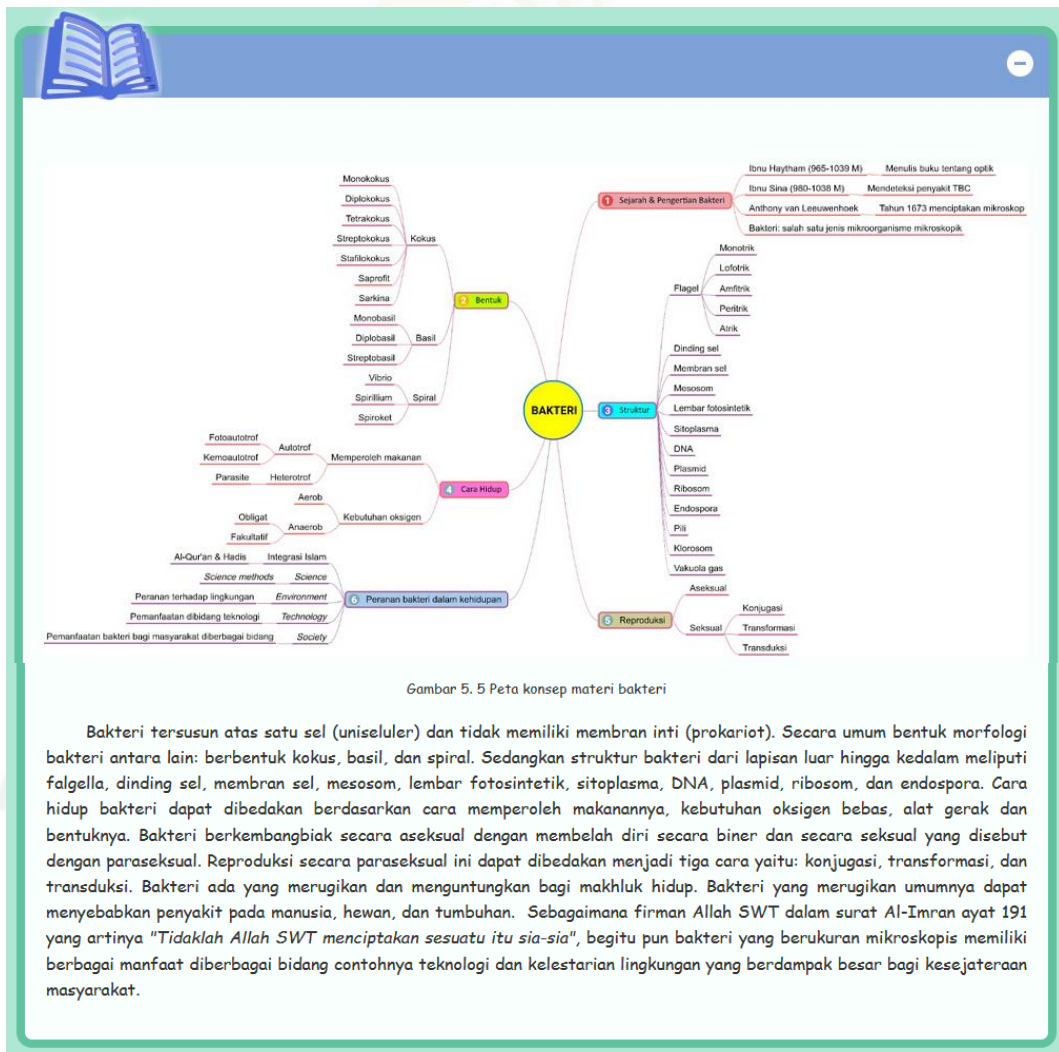 BAKTERI
1 Sejarah & Pengertian Bakteri
Ibnu Haytham (965-1039 M) Menulis buku tentang optik
Ibnu Sina (980-1038 M) Mendeteksi penyakit TBC
Anthony van Leeuwenhoek Tahun 1673 menciptakan mikroskop
Bakteri: salah satu jenis mikroorganisme mikroskopik
2 Bentuk
Kokus
Monokokus
Diplokokus
Tetrakokus
Streptokokus
Stafilokokus
Saprofit
Sarkina
Basil
Monobasil
Diplobasil
Streptobasil
Spiral
Vibrio
Spirillium
Spiroket
3 Struktur
Flagel
Monotrik
Lofotrik
Amfitrik
Peritrik
Atrik
Dinding sel
Membran sel
Mesosom
Lembar fotosintetik
Sitoplasma
DNA
Plasmid
Ribosom
Endospora
Pili
Klorosom
Vakuola gas
4 Cara Hidup
Memperoleh makanan
Autotrof
Fotoautotrof
Kemoautotrof
Heterotrof
Parasite
Kebutuhan oksigen
Aerob
Anaerob
Obligat
Fakultatif
5 Reproduksi
Aseksual
Seksual
Konjugasi
Transformasi
Transduksi
6 Peranan bakteri dalam kehidupan
Al-Qur'an & Hadis Integrasi Islam
Science methods Science
Peranan terhadap lingkungan Environment
Pemanfaatan dibidang teknologi Technology
Pemanfaatan bakteri bagi masyarakat diberbagai bidang Society
Gambar 5. 5 Peta konsep materi bakteri
Bakteri tersusun atas satu sel (uniseluler) dan tidak memiliki membran inti (prokariot). Secara umum bentuk morfologi
bakteri antara lain: berbentuk kokus, basil, dan spiral. Sedangkan struktur bakteri dari lapisan luar hingga kedalam meliputi
falgella, dinding sel, membran sel, mesosom, lembar fotosintetik, sitoplasma, DNA, plasmid, ribosom, dan endospora. Cara
hidup bakteri dapat dibedakan berdasarkan cara memperoleh makanannya, kebutuhan oksigen bebas, alat gerak dan
bentuknya. Bakteri berkembangbiak secara aseksual dengan membelah diri secara biner dan secara seksual yang disebut
dengan paraseksual. Reproduksi secara paraseksual ini dapat dibedakan menjadi tiga cara yaitu: konjugasi, transformasi, dan
transduksi. Bakteri ada yang merugikan dan menguntungkan bagi makhluk hidup. Bakteri yang merugikan umumnya dapat
menyebabkan penyakit pada manusia, hewan, dan tumbuhan. Sebagaimana firman Allah SWT dalam surat Al-Imran ayat 191
yang artinya "Tidaklah Allah SWT menciptakan sesuatu itu sia-sia", begitu pun bakteri yang berukuran mikroskopis memiliki
berbagai manfaat diberbagai bidang contohnya teknologi dan kelestarian lingkungan yang berdampak besar bagi kesejateraan
masyarakat.